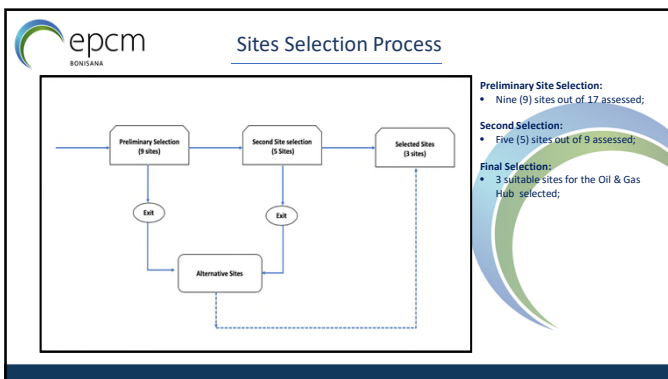 epcm
BONISANA
Sites Selection Process
Preliminary Selection
(9 sites)
Second Site selection
(5 Sites)
Selected Sites
(3 sites)
Exit
Exit
Alternative Sites
Preliminary Site Selection:
• Nine (9) sites out of 17 assessed;
Second Selection:
• Five (5) sites out of 9 assessed;
Final Selection:
• 3 suitable sites for the Oil & Gas
Hub selected;